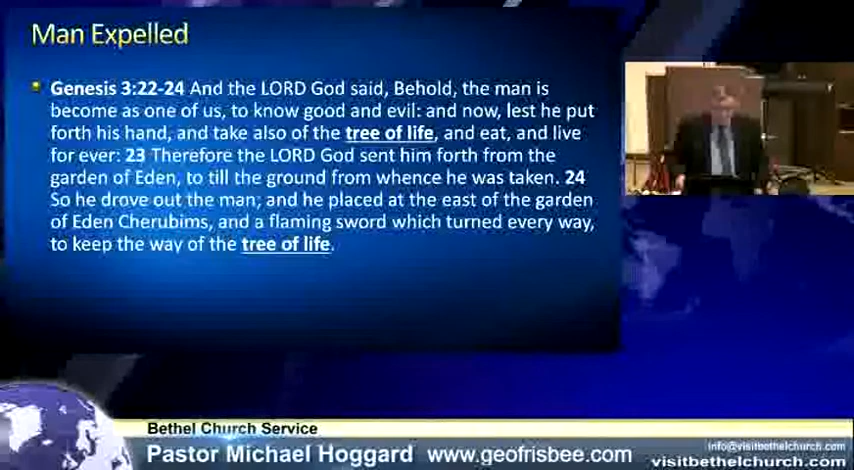 Man Expelled
Genesis 3:22-24 And the LORD God said, Behold, the man is
become as one of us, to know good and evil: and now, lest he put
forth his hand, and take also of the tree of life, and eat, and live
for ever: 23 Therefore the LORD God sent him forth from the
garden of Eden, to till the ground from whence he was taken. 24
So he drove out the man; and he placed at the east of the garden
of Eden Cherubims, and a flaming sword which turned every way,
to keep the way of the tree of life.
Bethel Church Service
Pastor Michael Hoggard www.geofrisbee.com
info@visitbethelchurch.com
visitbethelchurch.com